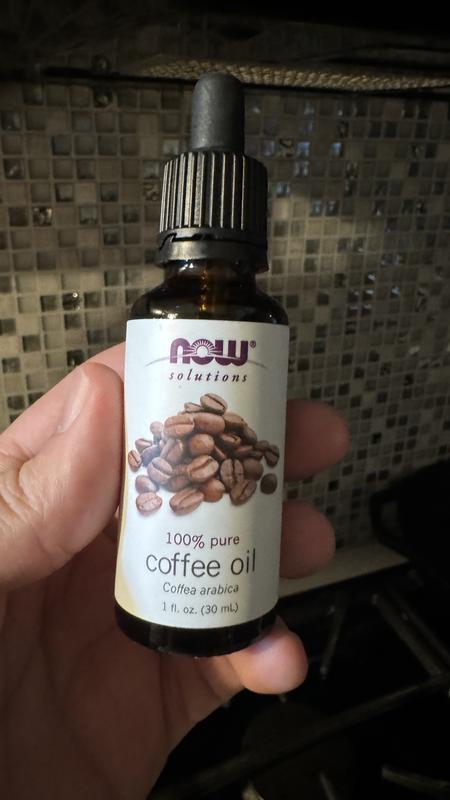 NOW®
solutions
100% pure
coffee oil
Coffea arabica
1 fl. oz. (30 mL)